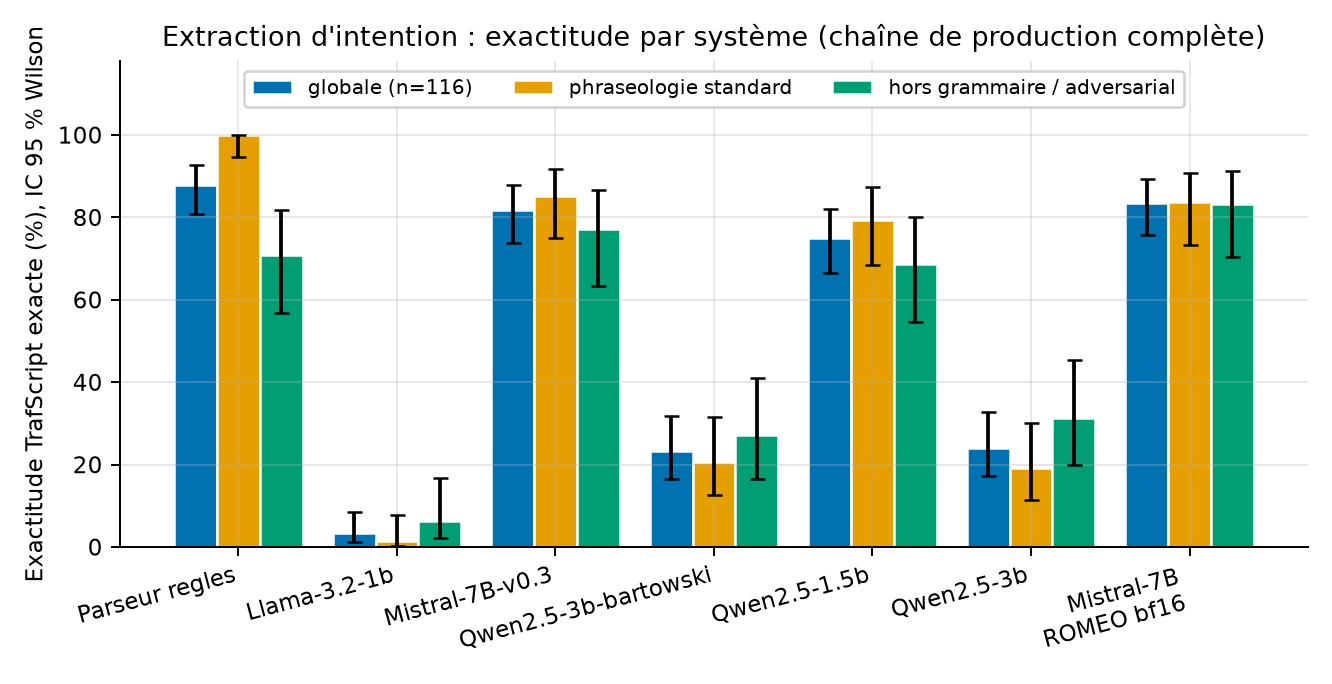 Extraction d'intention : exactitude par système (chaîne de production complète)
globale (n=116)
phraseologie standard
hors grammaire / adversarial
Exactitude TrafScript exacte (%), IC 95 % Wilson
100
80
60
40
20
0
Parseur regles
Llama-3.2-1b
Mistral-7B-v0.3
Qwen2.5-3b-bartowski
Qwen2.5-1.5b
Qwen2.5-3b
Mistral-7B
ROMEO bf16